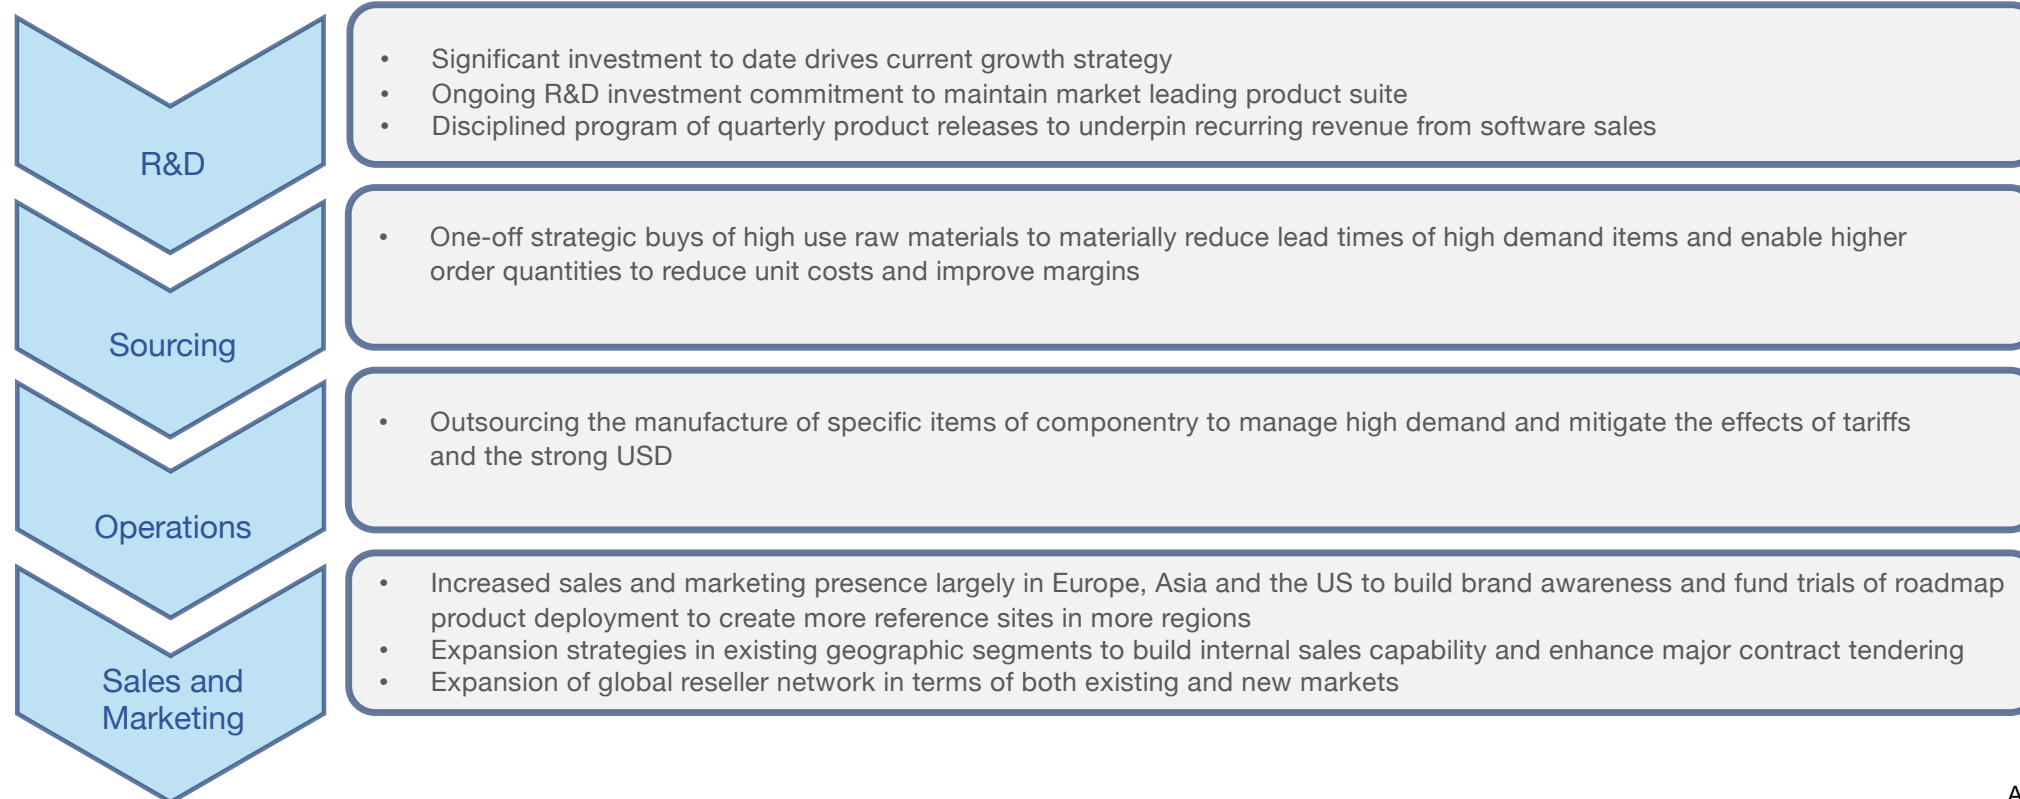 R&D
• Significant investment to date drives current growth strategy
• Ongoing R&D investment commitment to maintain market leading product suite
• Disciplined program of quarterly product releases to underpin recurring revenue from software sales
Sourcing
• One-off strategic buys of high use raw materials to materially reduce lead times of high demand items and enable higher
order quantities to reduce unit costs and improve margins
Operations
• Outsourcing the manufacture of specific items of componentry to manage high demand and mitigate the effects of tariffs
and the strong USD
Sales and
Marketing
• Increased sales and marketing presence largely in Europe, Asia and the US to build brand awareness and fund trials of roadmap
product deployment to create more reference sites in more regions
• Expansion strategies in existing geographic segments to build internal sales capability and enhance major contract tendering
• Expansion of global reseller network in terms of both existing and new markets